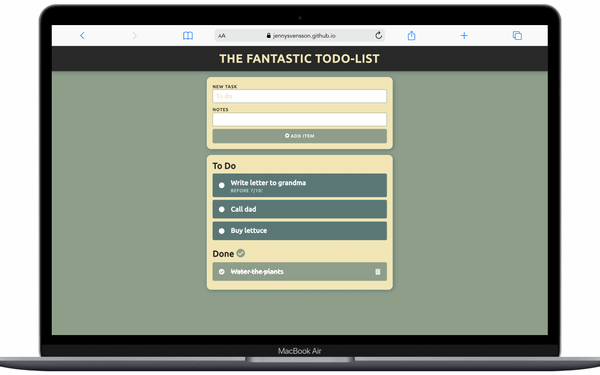 AA
jennysvensson.github.io
THE FANTASTIC TODO-LIST
NEW TASK
To do
NOTES
ADD ITEM
To Do
Write letter to grandma
BEFORE 7/10!
Call dad
Buy lettuce
Done
Water the plants
MacBook Air